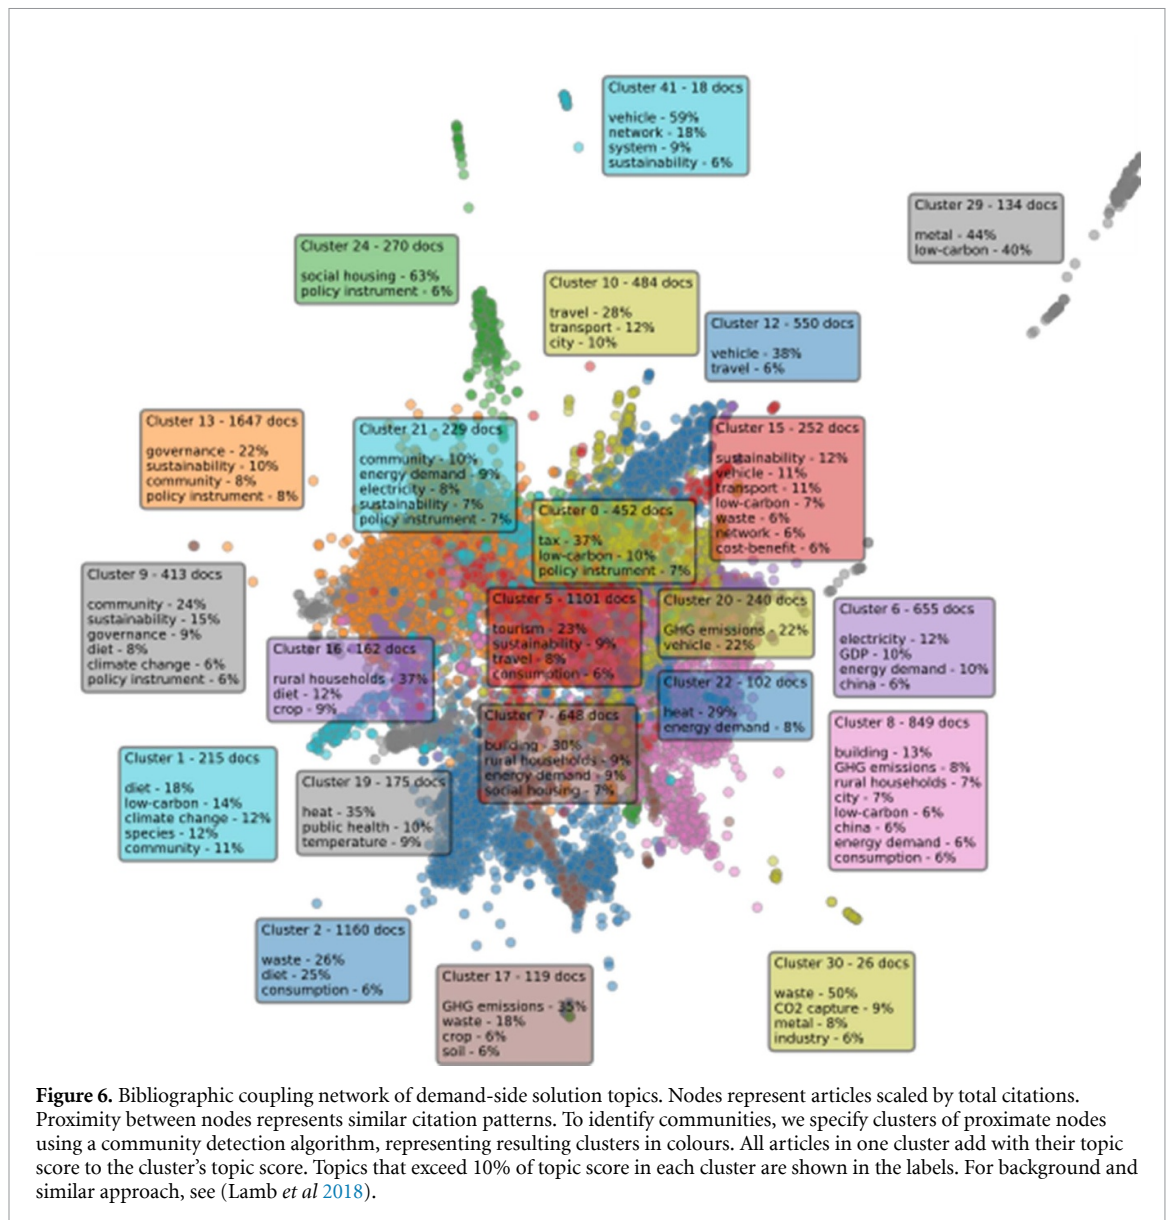 Cluster 41 - 18 docs
vehicle - 59%
network - 18%
system - 9%
sustainability - 6%
Cluster 29 - 134 docs
metal - 44%
low-carbon - 40%
Cluster 24 - 270 docs
social housing - 63%
policy instrument - 6%
Cluster 10 - 484 docs
travel - 28%
transport - 12%
city - 10%
Cluster 12 - 550 docs
vehicle - 38%
travel - 6%
Cluster 13 - 1647 docs
governance - 22%
sustainability - 10%
community - 8%
policy instrument - 8%
Cluster 21 - 229 docs
community - 10%
energy demand - 9%
electricity - 8%
sustainability - 7%
policy instrument - 7%
Cluster 15 - 252 docs
sustainability - 12%
vehicle - 11%
transport - 11%
low-carbon - 7%
waste - 6%
network - 6%
cost-benefit - 6%
Cluster 0 - 452 docs
tax - 37%
low-carbon - 10%
policy instrument - 7%
Cluster 9 - 413 docs
community - 24%
sustainability - 15%
governance - 9%
diet - 8%
climate change - 6%
policy instrument - 6%
Cluster 5 - 1101 docs
tourism - 23%
sustainability - 9%
travel - 8%
consumption - 6%
Cluster 20 - 240 docs
GHG emissions - 22%
vehicle - 22%
Cluster 6 - 655 docs
electricity - 12%
GDP - 10%
energy demand - 10%
china - 6%
Cluster 16 - 162 docs
rural households - 37%
diet - 12%
crop - 9%
Cluster 22 - 102 docs
heat - 29%
energy demand - 8%
Cluster 7 - 648 docs
building - 30%
rural households - 9%
energy demand - 9%
social housing - 7%
Cluster 8 - 849 docs
building - 13%
GHG emissions - 8%
rural households - 7%
city - 7%
low-carbon - 6%
china - 6%
energy demand - 6%
consumption - 6%
Cluster 1 - 215 docs
diet - 18%
low-carbon - 14%
climate change - 12%
species - 12%
community - 11%
Cluster 19 - 175 docs
heat - 35%
public health - 10%
temperature - 9%
Cluster 2 - 1160 docs
waste - 26%
diet - 25%
consumption - 6%
Cluster 17 - 119 docs
GHG emissions - 35%
waste - 18%
crop - 6%
soil - 6%
Cluster 30 - 26 docs
waste - 50%
CO2 capture - 9%
metal - 8%
industry - 6%
Figure 6. Bibliographic coupling network of demand-side solution topics. Nodes represent articles scaled by total citations.
Proximity between nodes represents similar citation patterns. To identify communities, we specify clusters of proximate nodes
using a community detection algorithm, representing resulting clusters in colours. All articles in one cluster add with their topic
score to the cluster's topic score. Topics that exceed 10% of topic score in each cluster are shown in the labels. For background and
similar approach, see (Lamb et al 2018).